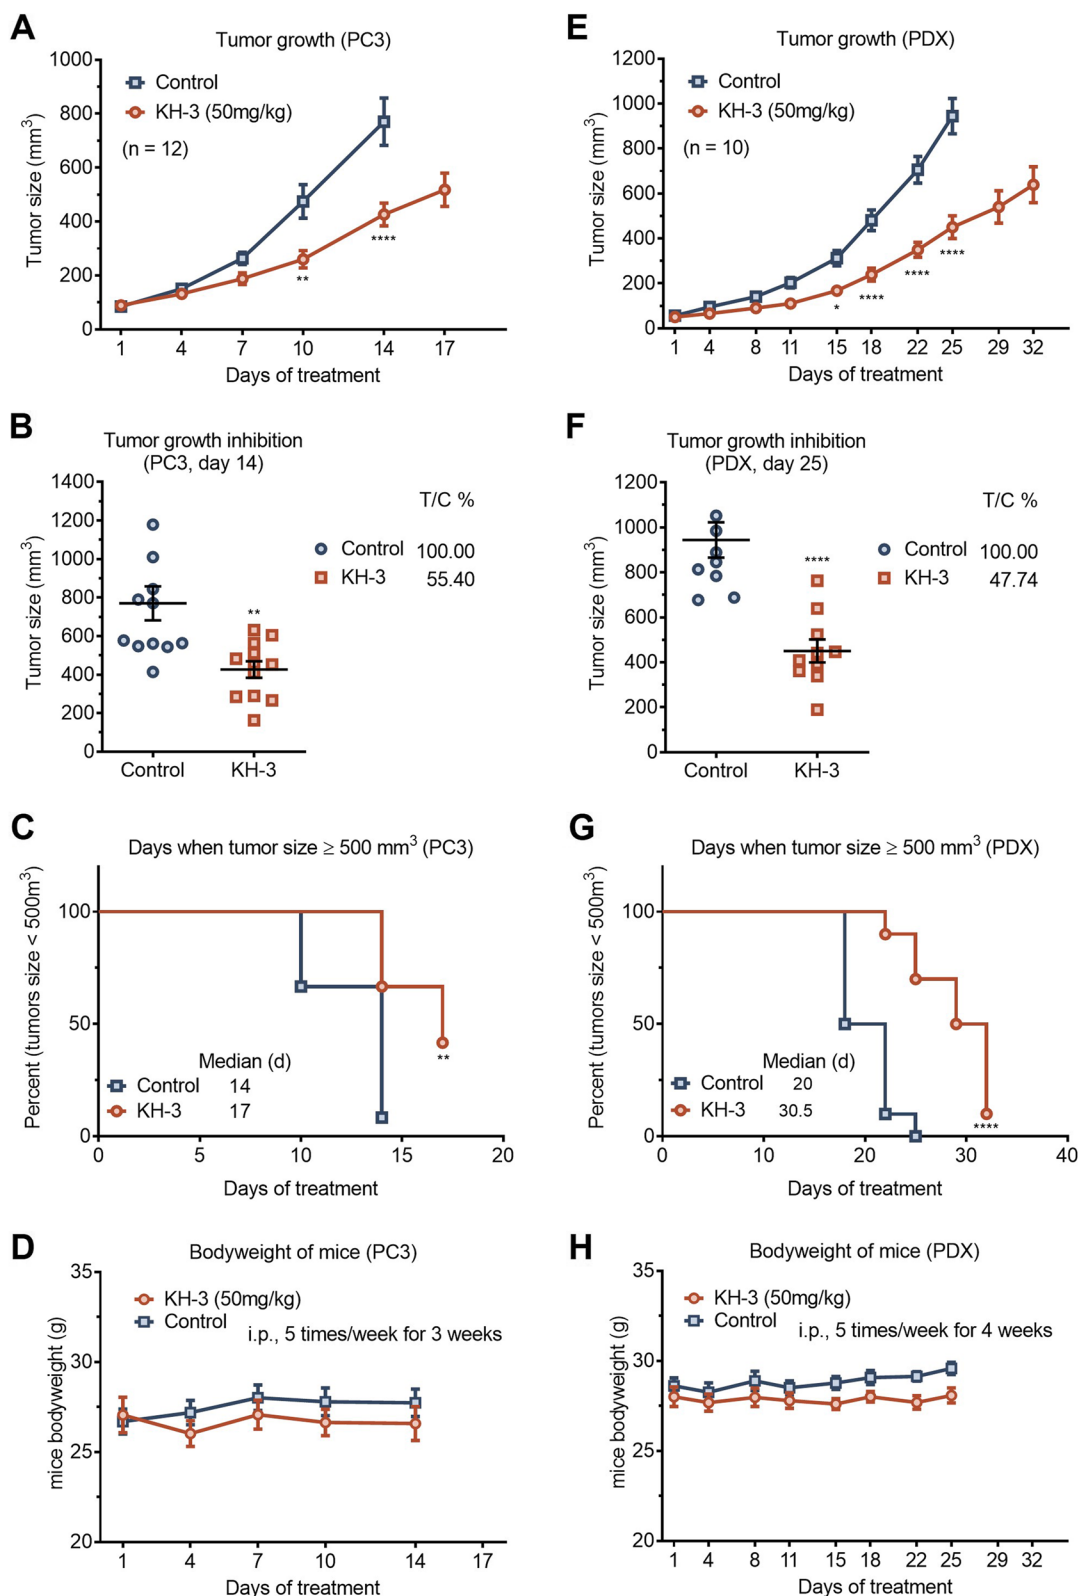 A
Tumor growth (PC3)
1000
800
600
400
200
0
Tumor size (mm3)
Control
KH-3 (50mg/kg)
(n = 12)
**
****
1 4 7 10 14 17
Days of treatment
E
Tumor growth (PDX)
1200
1000
800
600
400
200
0
Tumor size (mm3)
Control
KH-3 (50mg/kg)
(n = 10)
*
****
****
****
1 4 8 11 15 18 22 25 29 32
Days of treatment
B
Tumor growth inhibition
(PC3, day 14)
1400
1200
1000
800
600
400
200
0
Tumor size (mm3)
T/C %
Control 100.00
KH-3 55.40
**
Control KH-3
F
Tumor growth inhibition
(PDX, day 25)
1200
1000
800
600
400
200
0
Tumor size (mm3)
T/C %
Control 100.00
KH-3 47.74
****
Control KH-3
C
Days when tumor size ≥ 500 mm3 (PC3)
100
50
0
Percent (tumors size < 500m3)
Median (d)
Control 14
KH-3 17
**
0 5 10 15 20
Days of treatment
G
Days when tumor size ≥ 500 mm3 (PDX)
100
50
0
Percent (tumors size < 500m3)
Median (d)
Control 20
KH-3 30.5
****
0 10 20 30 40
Days of treatment
D
Bodyweight of mice (PC3)
35
30
25
20
mice bodyweight (g)
KH-3 (50mg/kg)
Control
i.p., 5 times/week for 3 weeks
1 4 7 10 14 17
Days of treatment
H
Bodyweight of mice (PDX)
35
30
25
20
mice bodyweight (g)
KH-3 (50mg/kg)
Control
i.p., 5 times/week for 4 weeks
1 4 8 11 15 18 22 25 29 32
Days of treatment